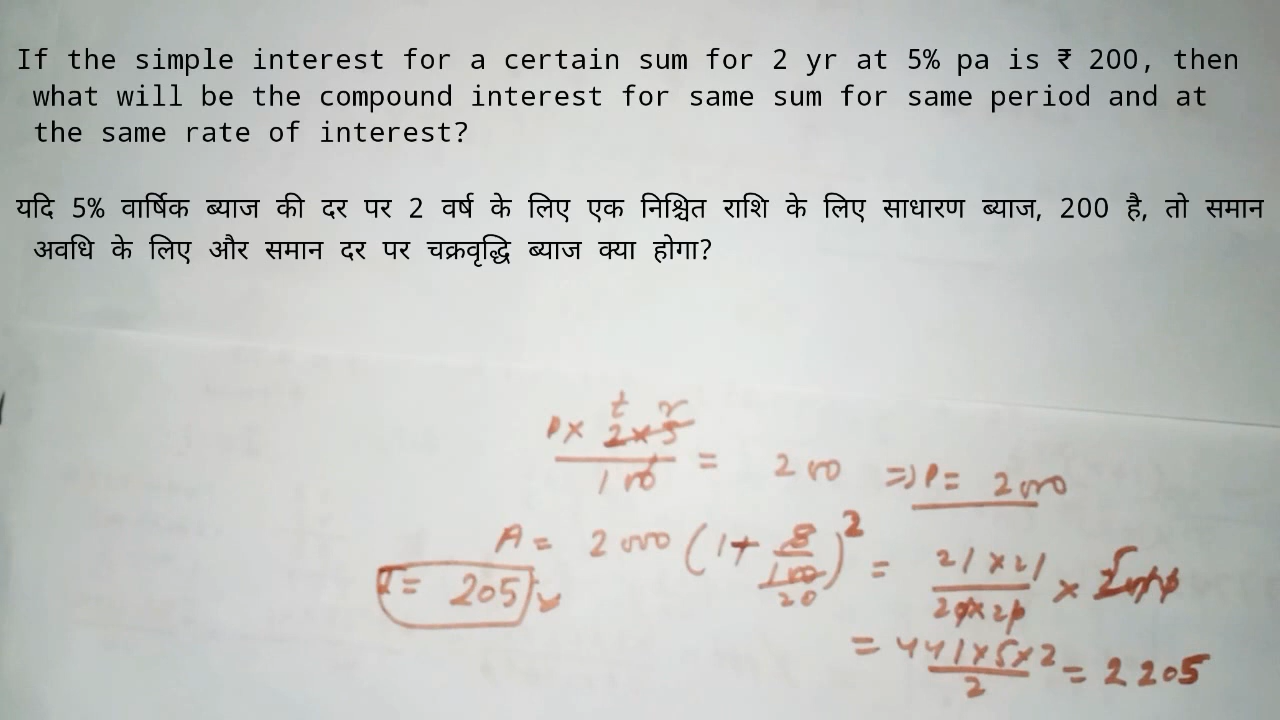 If the simple interest for a certain sum for 2 yr at 5% pa is ₹ 200, then
what will be the compound interest for same sum for same period and at
the same rate of interest?
यदि 5% वार्षिक ब्याज की दर पर 2 वर्ष के लिए एक निश्चित राशि के लिए साधारण ब्याज, 200 है, तो समान
अवधि के लिए और समान दर पर चक्रवृद्धि ब्याज क्या होगा?
t r
P× 2×5
100 = 200 => P = 2000
A = 2000 (1+ 5/100)² = 21×21/20×20 ×
20
I = 205
= 441×5×2/2 = 2205